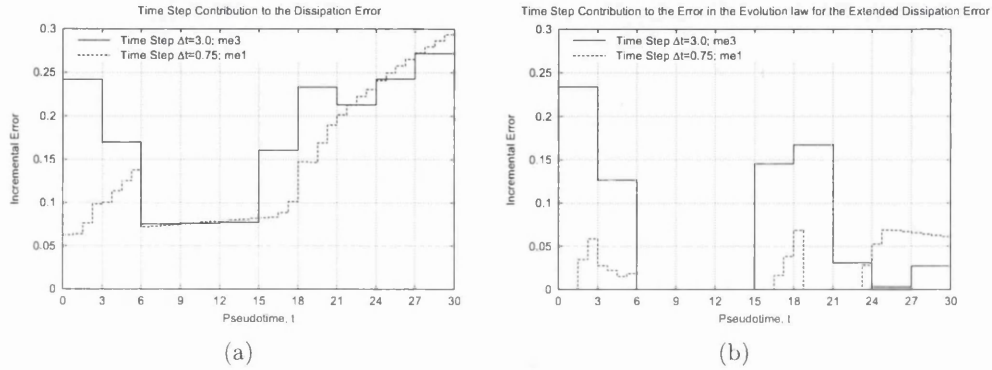 Time Step Contribution to the Dissipation Error
Time Step Δt=3.0; me3
Time Step Δt=0.75; me1
Incremental Error
0.3
0.25
0.2
0.15
0.1
0.05
0
0 3 6 9 12 15 18 21 24 27 30
Pseudotime, t
(a)
Time Step Contribution to the Error in the Evolution law for the Extended Dissipation Error
Time Step Δt=3.0; me3
Time Step Δt=0.75; me1
Incremental Error
0.3
0.25
0.2
0.15
0.1
0.05
0
0 3 6 9 12 15 18 21 24 27 30
Pseudotime, t
(b)